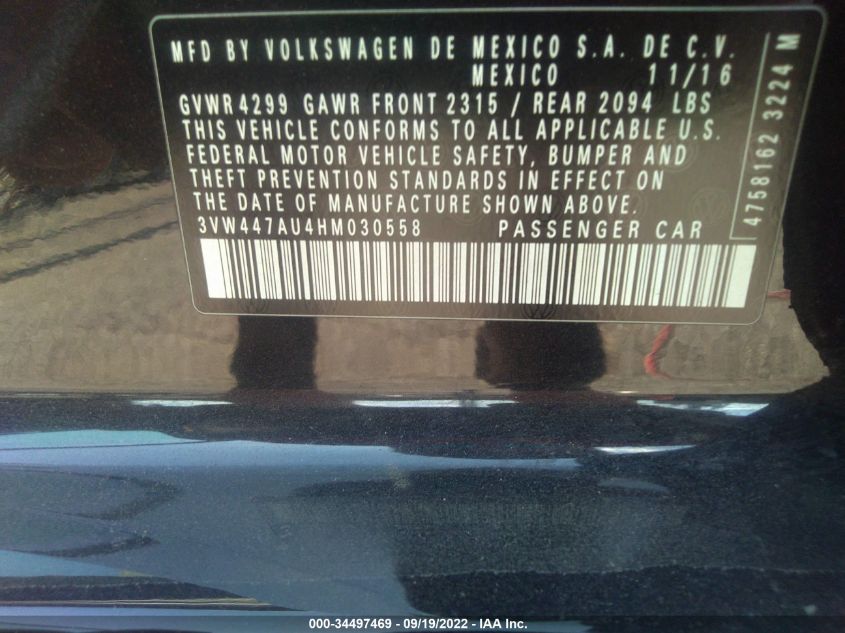 MFD BY VOLKSWAGEN DE MEXICO S.A. DE C.V.
MEXICO 11/16
GVWR 4299 GAWR FRONT 2315 / REAR 2094 LBS
THIS VEHICLE CONFORMS TO ALL APPLICABLE U.S.
FEDERAL MOTOR VEHICLE SAFETY, BUMPER AND
THEFT PREVENTION STANDARDS IN EFFECT ON
THE DATE OF MANUFACTURE SHOWN ABOVE.
3VW447AU4HM030558 PASSENGER CAR
4758162 3224 M
000-34497469 - 09/19/2022 - IAA Inc.